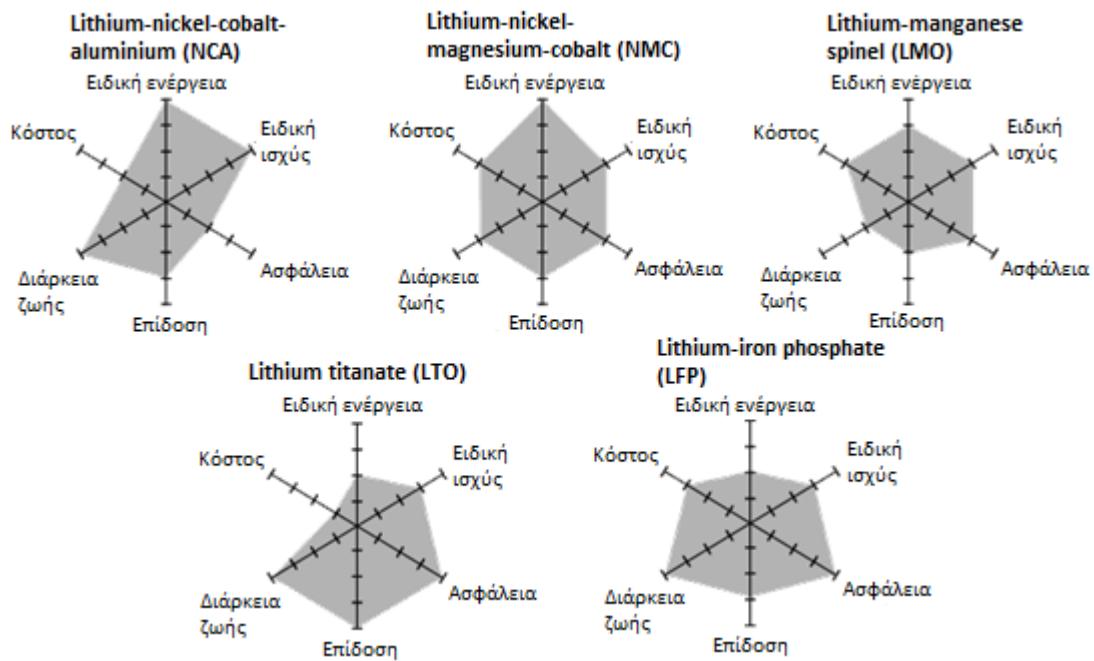 Lithium-nickel-cobalt-
aluminium (NCA)
Ειδική ενέργεια
Κόστος
Ειδική
ισχύς
Διάρκεια
ζωής
Ασφάλεια
Επίδοση
Lithium-nickel-
magnesium-cobalt (NMC)
Ειδική ενέργεια
Κόστος
Ειδική
ισχύς
Διάρκεια
ζωής
Ασφάλεια
Επίδοση
Lithium-manganese
spinel (LMO)
Ειδική ενέργεια
Κόστος
Ειδική
ισχύς
Διάρκεια
ζωής
Ασφάλεια
Επίδοση
Lithium titanate (LTO)
Ειδική ενέργεια
Κόστος
Ειδική
ισχύς
Διάρκεια
ζωής
Ασφάλεια
Επίδοση
Lithium-iron phosphate
(LFP)
Ειδική ενέργεια
Κόστος
Ειδική
ισχύς
Διάρκεια
ζωής
Ασφάλεια
Επίδοση